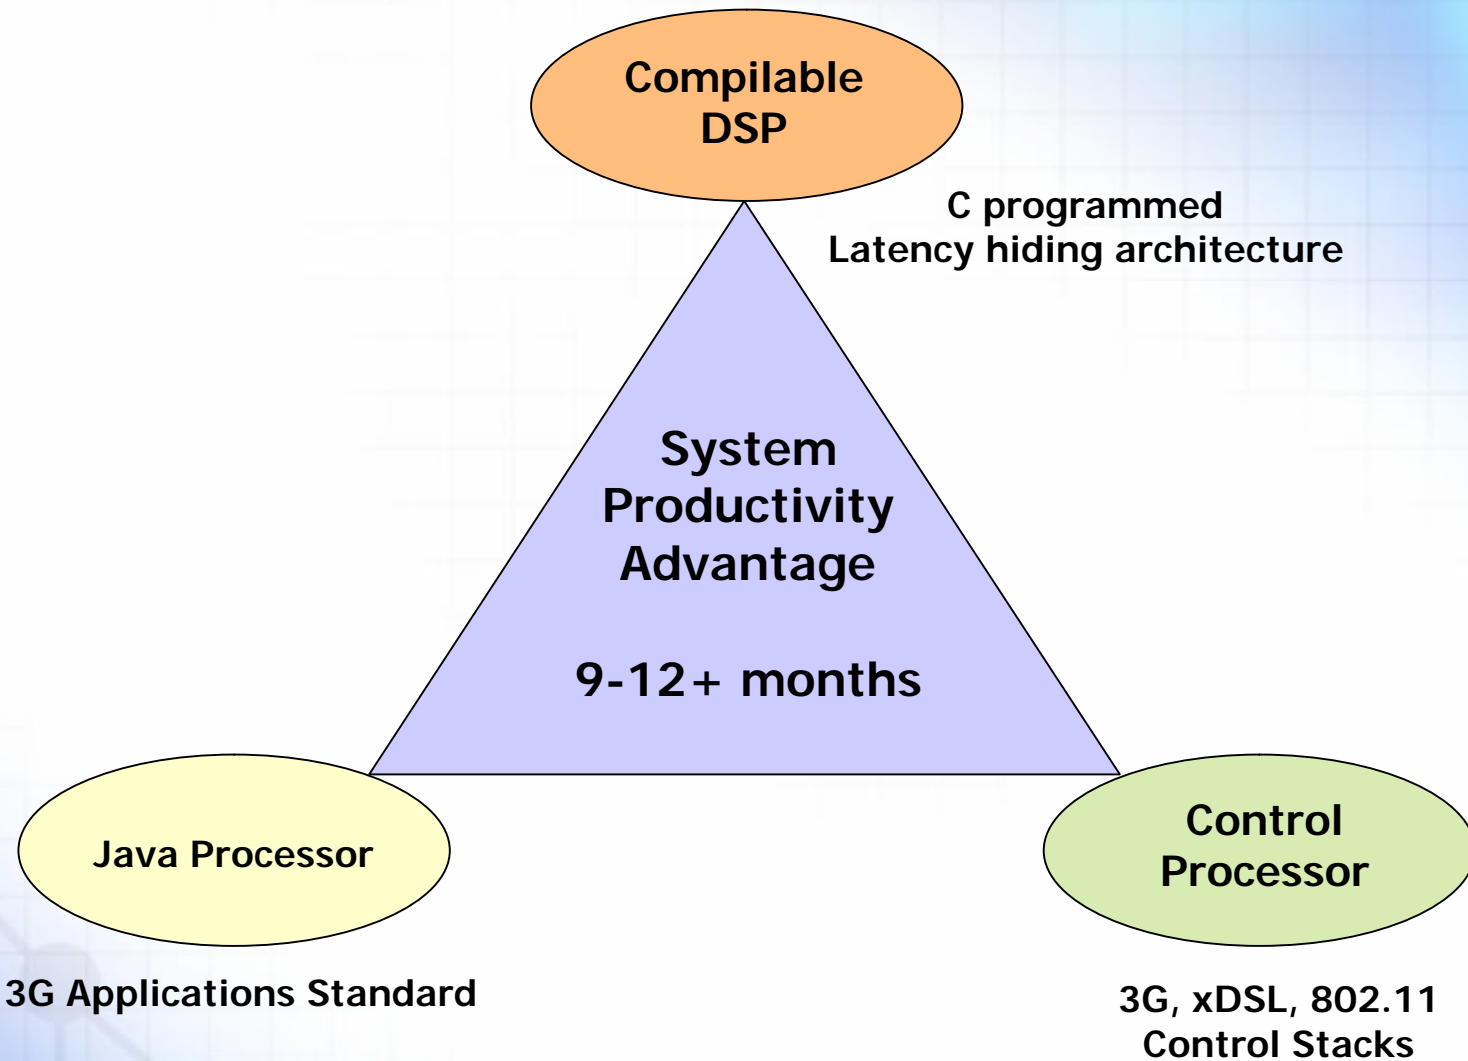 Compilable
DSP
C programmed
Latency hiding architecture
System
Productivity
Advantage
9-12+ months
Java Processor
Control
Processor
3G Applications Standard
3G, xDSL, 802.11
Control Stacks